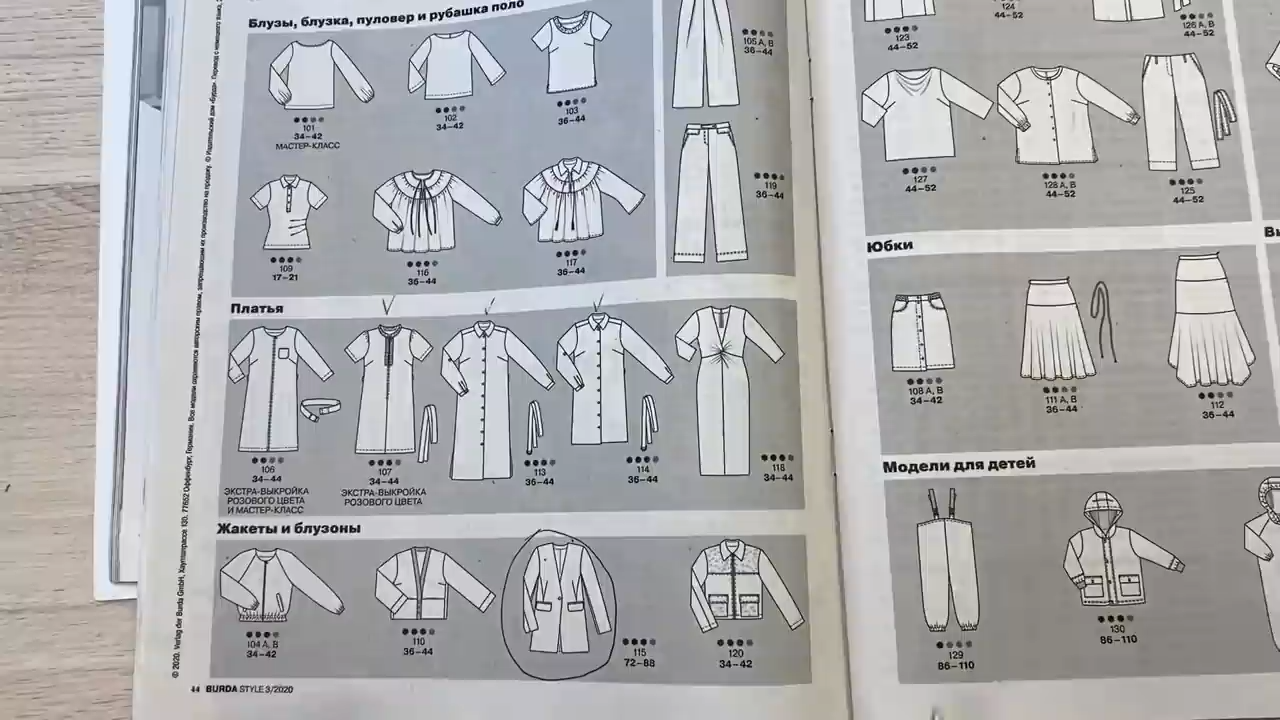 Блузы, блузка, пуловер и рубашка поло
101
34–42
МАСТЕР-КЛАСС
102
34–42
103
36–44
109
17–21
116
36–44
117
36–44
105 A, B
36–44
119
36–44
Платья
106
34–44
ЭКСТРА-ВЫКРОЙКА
РОЗОВОГО ЦВЕТА
И МАСТЕР-КЛАСС
107
34–44
ЭКСТРА-ВЫКРОЙКА
РОЗОВОГО ЦВЕТА
113
36–44
114
36–44
118
34–44
Жакеты и блузоны
104 A, B
34–42
110
36–44
115
72–88
120
34–42
44 BURDA STYLE 3/2020
123
44–52
124
44–52
126 A, B
44–52
127
44–52
128 A, B
44–52
125
44–52
Юбки
108 A, B
34–42
111 A, B
36–44
112
36–44
Модели для детей
129
86–110
130
86–110